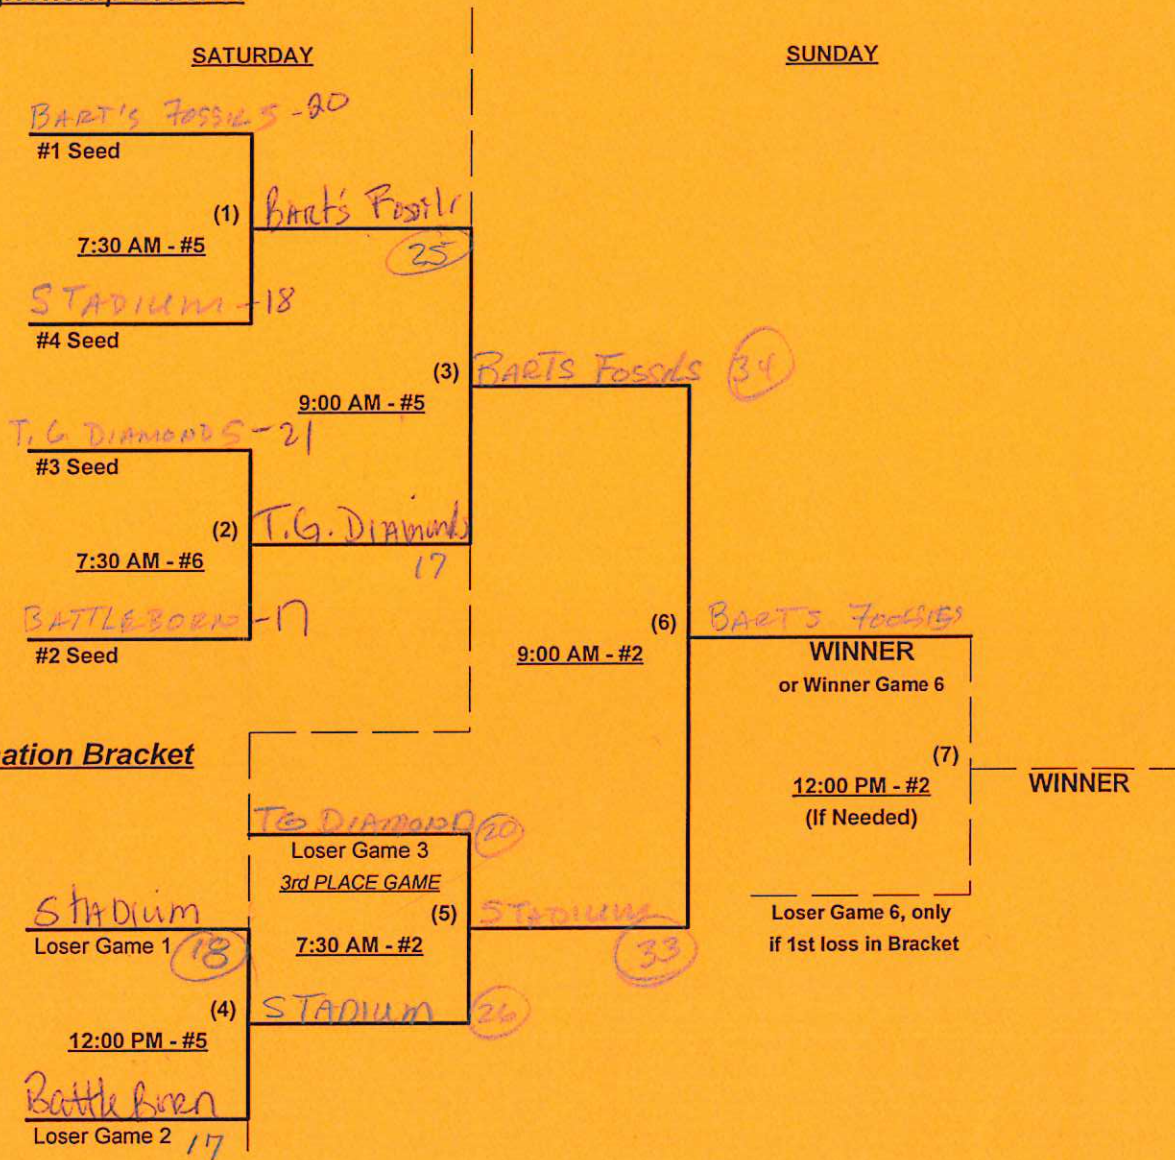 SATURDAY
SUNDAY
BART'S FOSSILS -20
#1 Seed
(1)
BART'S Fossils
7:30 AM - #5
25
STADIUM -18
#4 Seed
(3)
BARTS FOSSILS 34
9:00 AM - #5
T.G. DIAMONDS -21
#3 Seed
(2)
T.G. DIAMONDS
7:30 AM - #6
17
BATTLEBORN -17
#2 Seed
(6)
BART'S
9:00 AM - #2
WINNER
or Winner Game 6
ation Bracket
(7)
12:00 PM - #2
WINNER
(If Needed)
TG DIAMOND 20
Loser Game 3
3rd PLACE GAME
STADIUM
Loser Game 1 18
(5)
STADIUM
7:30 AM - #2
33
Loser Game 6, only
if 1st loss in Bracket
(4)
STADIUM 26
12:00 PM - #5
Battle Born
Loser Game 2 17